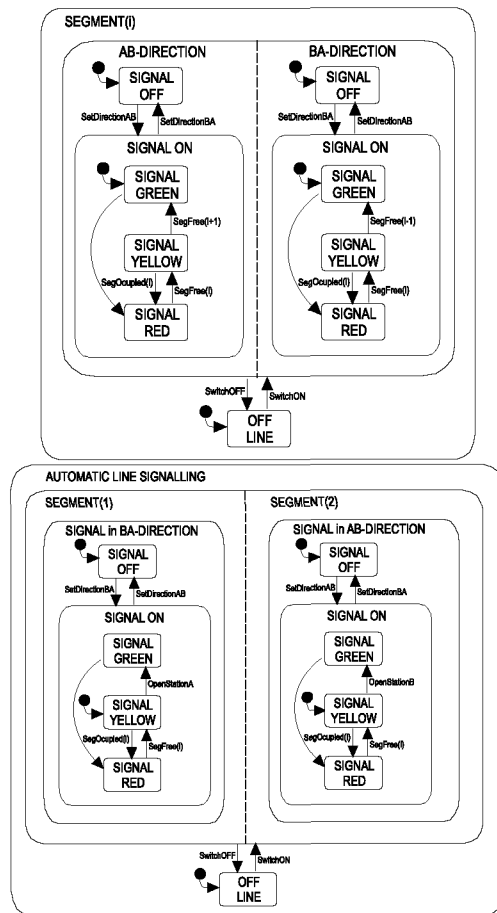 SEGMENT(i)
AB-DIRECTION
SIGNAL
OFF
SetDirectionAB
SetDirectionBA
SIGNAL ON
SIGNAL
GREEN
SegFree(i+1)
SIGNAL
YELLOW
SegOcupied(i)
SegFree(i)
SIGNAL
RED
BA-DIRECTION
SIGNAL
OFF
SetDirectionBA
SetDirectionAB
SIGNAL ON
SIGNAL
GREEN
SegFree(i-1)
SIGNAL
YELLOW
SegOcupied(i)
SegFree(i)
SIGNAL
RED
SwitchOFF
SwitchON
OFF
LINE
AUTOMATIC LINE SIGNALLING
SEGMENT(1)
SIGNAL in BA-DIRECTION
SIGNAL
OFF
SetDirectionBA
SetDirectionAB
SIGNAL ON
SIGNAL
GREEN
OpenStationA
SIGNAL
YELLOW
SegOcupied(i)
SegFree(i)
SIGNAL
RED
SEGMENT(2)
SIGNAL in AB-DIRECTION
SIGNAL
OFF
SetDirectionAB
SetDirectionBA
SIGNAL ON
SIGNAL
GREEN
OpenStationB
SIGNAL
YELLOW
SegOcupied(i)
SegFree(i)
SIGNAL
RED
SwitchOFF
SwitchON
OFF
LINE